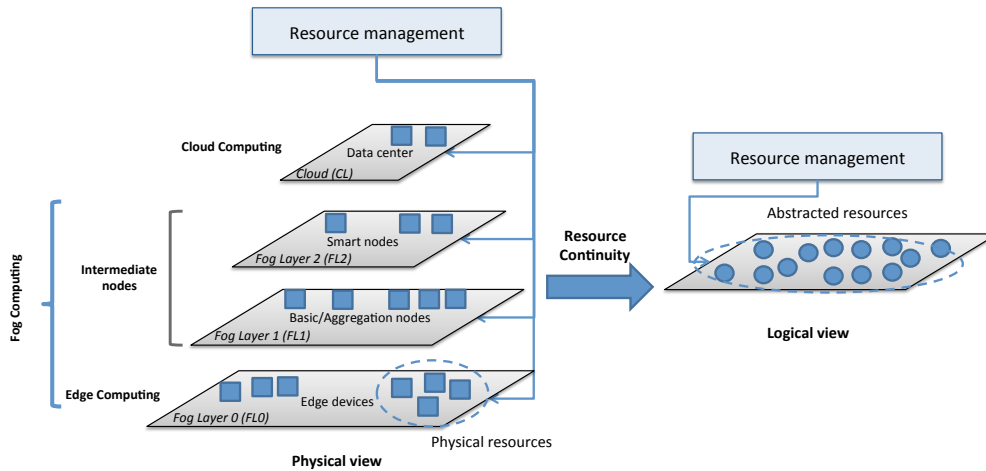 Resource management
Cloud Computing
Data center
Cloud (CL)
Smart nodes
Fog Layer 2 (FL2)
Intermediate
nodes
Basic/Aggregation nodes
Fog Layer 1 (FL1)
Fog Computing
Edge Computing
Edge devices
Fog Layer 0 (FL0)
Physical resources
Physical view
Resource
Continuity
Resource management
Abstracted resources
Logical view